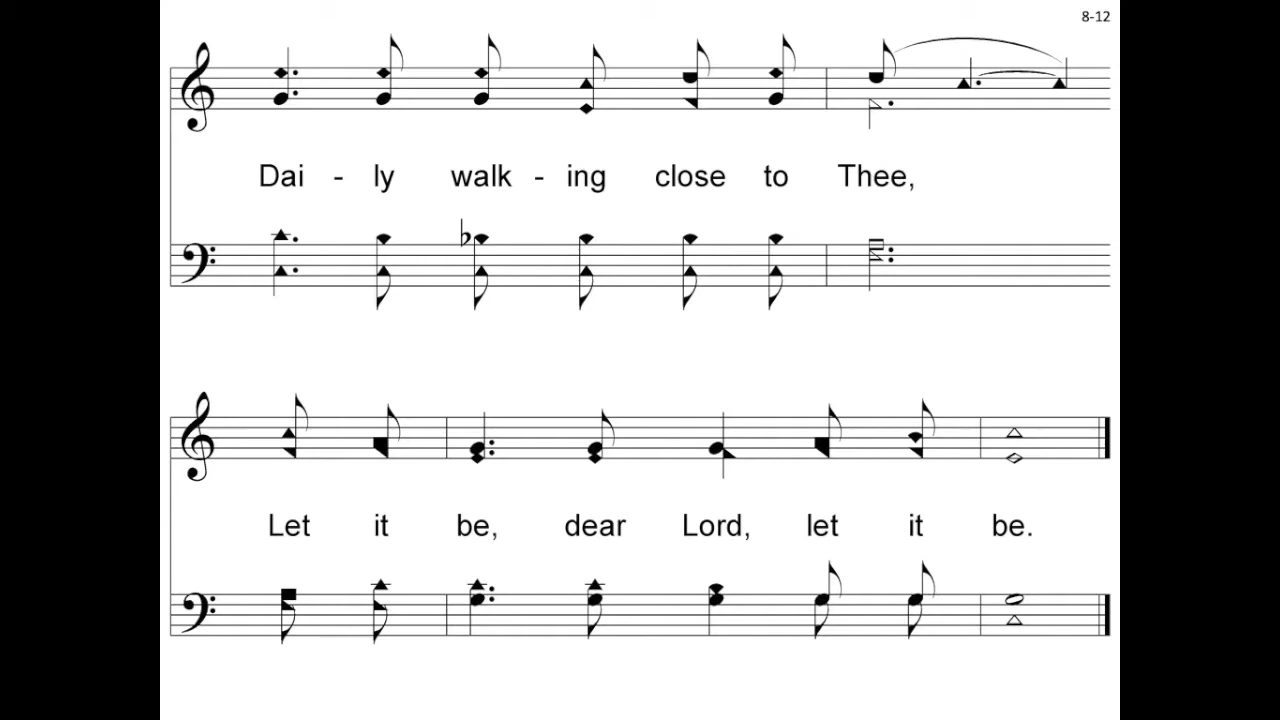 8-12
Dai - ly walk - ing close to Thee,
Let it be, dear Lord, let it be.